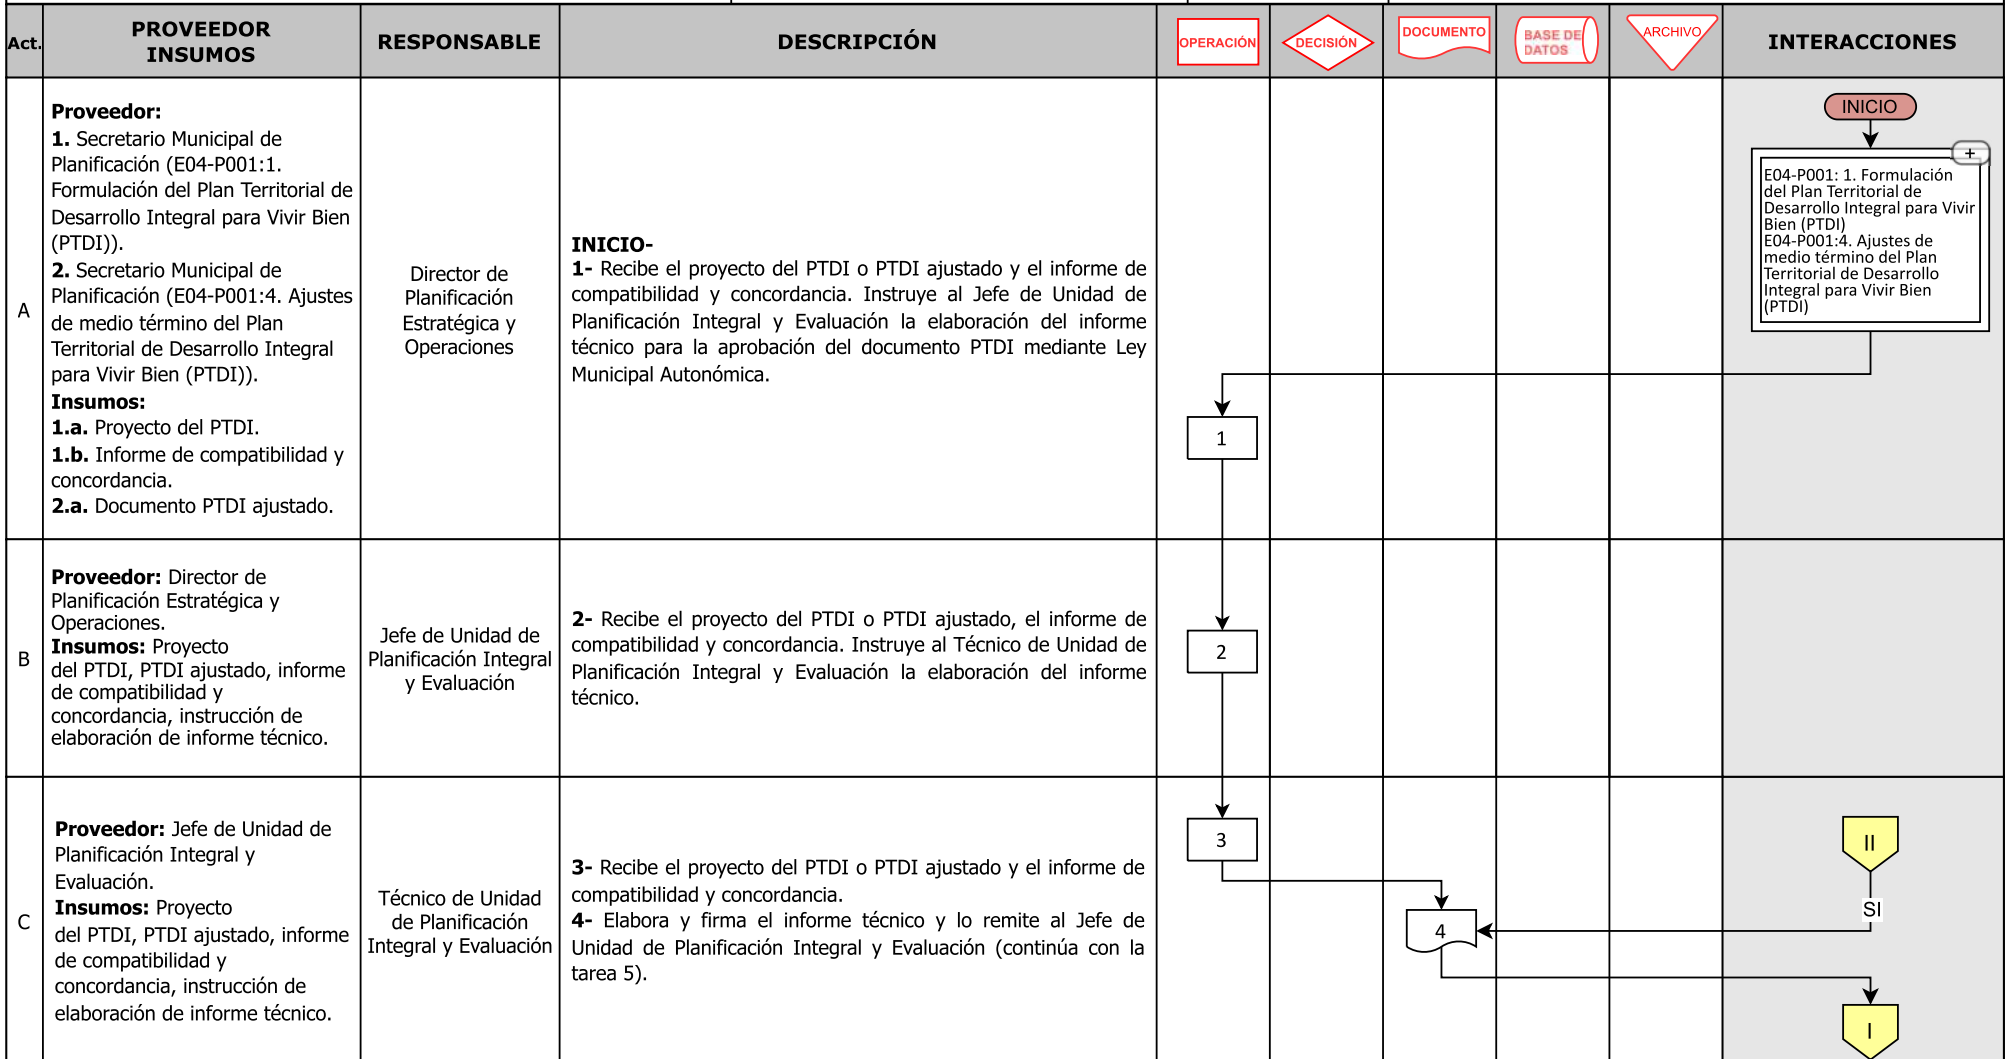 Act.
PROVEEDOR
INSUMOS
RESPONSABLE
DESCRIPCIÓN
OPERACIÓN
DECISIÓN
DOCUMENTO
BASE DE
DATOS
ARCHIVO
INTERACCIONES
A
Proveedor:
1. Secretario Municipal de
Planificación (E04-P001:1.
Formulación del Plan Territorial de
Desarrollo Integral para Vivir Bien
(PTDI)).
2. Secretario Municipal de
Planificación (E04-P001:4. Ajustes
de medio término del Plan
Territorial de Desarrollo Integral
para Vivir Bien (PTDI)).
Insumos:
1.a. Proyecto del PTDI.
1.b. Informe de compatibilidad y
concordancia.
2.a. Documento PTDI ajustado.
Director de
Planificación
Estratégica y
Operaciones
INICIO-
1- Recibe el proyecto del PTDI o PTDI ajustado y el informe de
compatibilidad y concordancia. Instruye al Jefe de Unidad de
Planificación Integral y Evaluación la elaboración del informe
técnico para la aprobación del documento PTDI mediante Ley
Municipal Autonómica.
1
INICIO
+
E04-P001: 1. Formulación
del Plan Territorial de
Desarrollo Integral para Vivir
Bien (PTDI)
E04-P001:4. Ajustes de
medio término del Plan
Territorial de Desarrollo
Integral para Vivir Bien
(PTDI)
B
Proveedor: Director de
Planificación Estratégica y
Operaciones.
Insumos: Proyecto
del PTDI, PTDI ajustado, informe
de compatibilidad y
concordancia, instrucción de
elaboración de informe técnico.
Jefe de Unidad de
Planificación Integral
y Evaluación
2- Recibe el proyecto del PTDI o PTDI ajustado, el informe de
compatibilidad y concordancia. Instruye al Técnico de Unidad de
Planificación Integral y Evaluación la elaboración del informe
técnico.
2
C
Proveedor: Jefe de Unidad de
Planificación Integral y
Evaluación.
Insumos: Proyecto
del PTDI, PTDI ajustado, informe
de compatibilidad y
concordancia, instrucción de
elaboración de informe técnico.
Técnico de Unidad
de Planificación
Integral y Evaluación
3- Recibe el proyecto del PTDI o PTDI ajustado y el informe de
compatibilidad y concordancia.
4- Elabora y firma el informe técnico y lo remite al Jefe de
Unidad de Planificación Integral y Evaluación (continúa con la
tarea 5).
3
4
II
SI
I